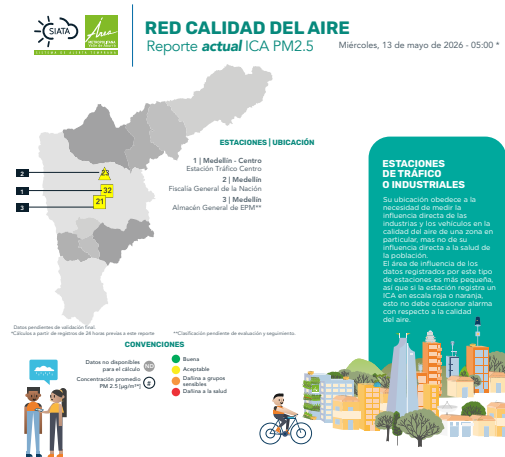 SIATA
Área
METROPOLITANA
RED CALIDAD DEL AIRE
Reporte actual ICA PM2.5
Miércoles, 13 de mayo de 2026 - 05:00 *
ESTACIONES | UBICACIÓN
1 | Medellín - Centro
Estación Tráfico Centro
2 | Medellín
Fiscalía General de la Nación
3 | Medellín
Almacén General de EPM**
2
23
1
32
3
21
ESTACIONES
DE TRÁFICO
O INDUSTRIALES
Su ubicación obedece a la
necesidad de medir la
influencia directa de las
industrias y los vehículos en la
calidad del aire de una zona en
particular, mas no de su
influencia directa a la salud de
la población.
El área de influencia de los
datos registrados por este tipo
de estaciones es más pequeña,
así que si la estación registra un
ICA en escala roja o naranja,
esto no debe ocasionar alarma
con respecto a la calidad
del aire.
Datos pendientes de validación final.
*Cálculos a partir de registros de 24 horas previas a este reporte
**Clasificación pendiente de evaluación y seguimiento.
CONVENCIONES
Datos no disponibles
para el cálculo
ND
Concentración promedio
PM 2.5 [µg/m³]
#
Buena
Aceptable
Dañina a grupos
sensibles
Dañina a la salud